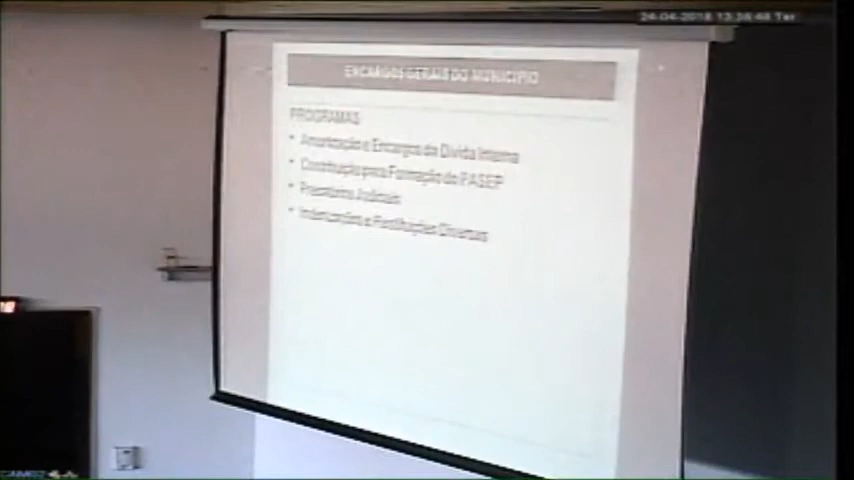 24-04-2018 13:38:48 Ter
ENCARGOS GERAIS DO MUNICÍPIO
PROGRAMAS
• Amortização e Encargos da Dívida Interna
• Contribuição para Formação do PASEP
• Precatórios Judiciais
• Indenizações e Restituições Diversas
CAM02